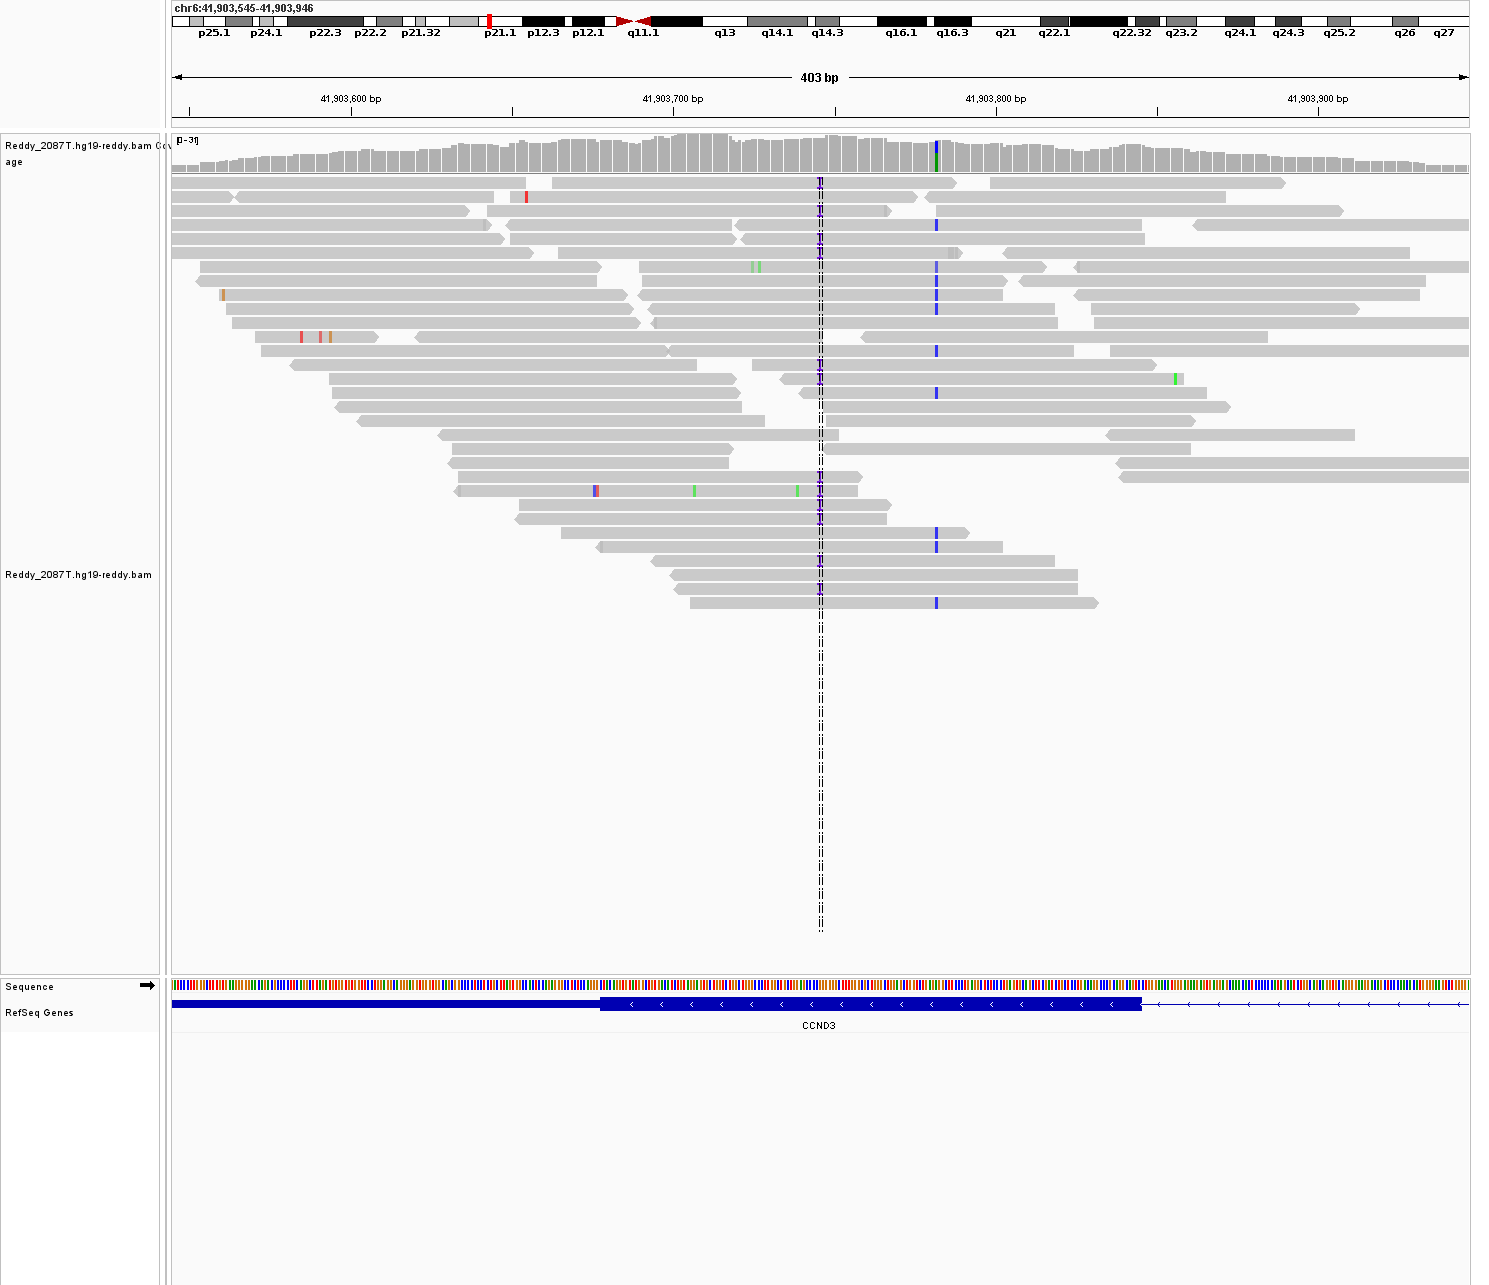 chr6:41,903,545-41,903,946
p25.1 p24.1 p22.3 p22.2 p21.32 p21.1 p12.3 p12.1 q11.1 q13 q14.1 q14.3 q16.1 q16.3 q21 q22.1 q22.32 q23.2 q24.1 q24.3 q25.2 q26 q27
403 bp
41,903,600 bp 41,903,700 bp 41,903,800 bp 41,903,900 bp
[0-31]
Reddy_2087T.hg19-reddy.bam Cov
age
Reddy_2087T.hg19-reddy.bam
Sequence
RefSeq Genes
CCND3